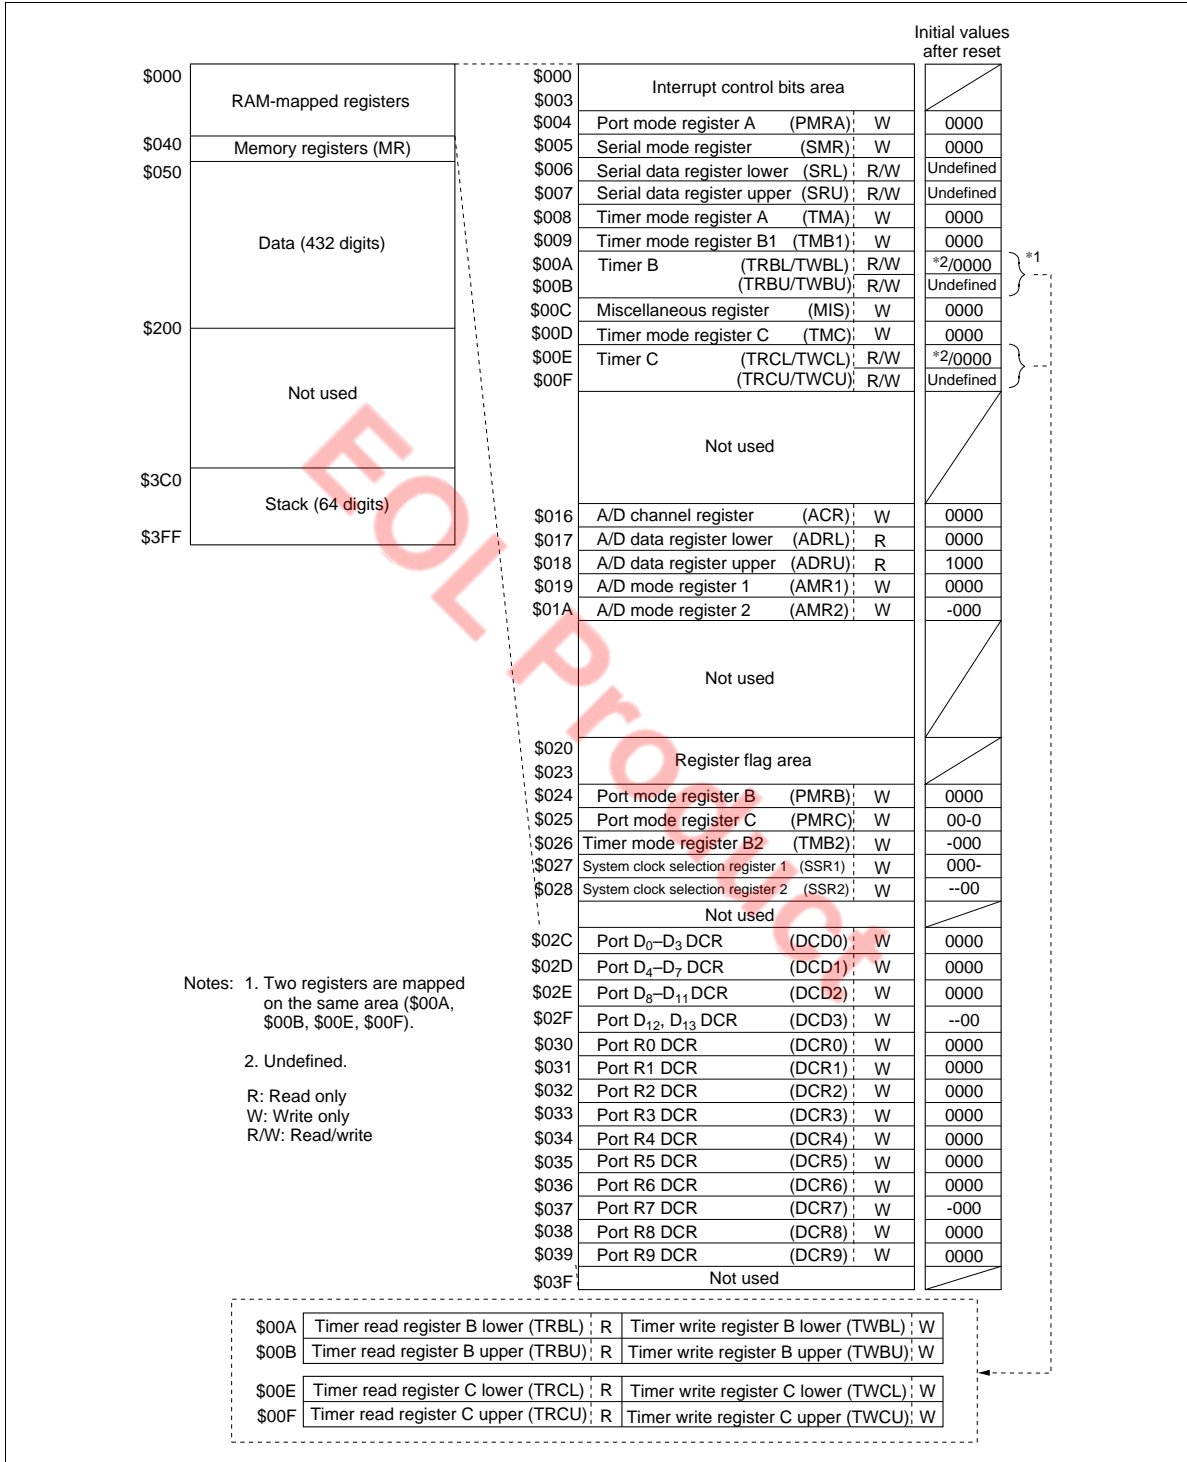 Initial values
after reset
$000
RAM-mapped registers
$040
Memory registers (MR)
$050
Data (432 digits)
$200
Not used
$3C0
Stack (64 digits)
$3FF
$000
Interrupt control bits area
$003
$004 Port mode register A (PMRA) W 0000
$005 Serial mode register (SMR) W 0000
$006 Serial data register lower (SRL) R/W Undefined
$007 Serial data register upper (SRU) R/W Undefined
$008 Timer mode register A (TMA) W 0000
$009 Timer mode register B1 (TMB1) W 0000
$00A Timer B (TRBL/TWBL) R/W *2/0000 *1
$00B (TRBU/TWBU) R/W Undefined
$00C Miscellaneous register (MIS) W 0000
$00D Timer mode register C (TMC) W 0000
$00E Timer C (TRCL/TWCL) R/W *2/0000
$00F (TRCU/TWCU) R/W Undefined
Not used
$016 A/D channel register (ACR) W 0000
$017 A/D data register lower (ADRL) R 0000
$018 A/D data register upper (ADRU) R 1000
$019 A/D mode register 1 (AMR1) W 0000
$01A A/D mode register 2 (AMR2) W -000
Not used
$020
Register flag area
$023
$024 Port mode register B (PMRB) W 0000
$025 Port mode register C (PMRC) W 00-0
$026 Timer mode register B2 (TMB2) W -000
$027 System clock selection register 1 (SSR1) W 000-
$028 System clock selection register 2 (SSR2) W --00
Not used
$02C Port D0–D3 DCR (DCD0) W 0000
$02D Port D4–D7 DCR (DCD1) W 0000
$02E Port D8–D11 DCR (DCD2) W 0000
$02F Port D12, D13 DCR (DCD3) W --00
$030 Port R0 DCR (DCR0) W 0000
$031 Port R1 DCR (DCR1) W 0000
$032 Port R2 DCR (DCR2) W 0000
$033 Port R3 DCR (DCR3) W 0000
$034 Port R4 DCR (DCR4) W 0000
$035 Port R5 DCR (DCR5) W 0000
$036 Port R6 DCR (DCR6) W 0000
$037 Port R7 DCR (DCR7) W -000
$038 Port R8 DCR (DCR8) W 0000
$039 Port R9 DCR (DCR9) W 0000
Not used
$03F
Notes: 1. Two registers are mapped
on the same area ($00A,
$00B, $00E, $00F).
2. Undefined.
R: Read only
W: Write only
R/W: Read/write
$00A Timer read register B lower (TRBL) R Timer write register B lower (TWBL) W
$00B Timer read register B upper (TRBU) R Timer write register B upper (TWBU) W
$00E Timer read register C lower (TRCL) R Timer write register C lower (TWCL) W
$00F Timer read register C upper (TRCU) R Timer write register C upper (TWCU) W
EOL Product